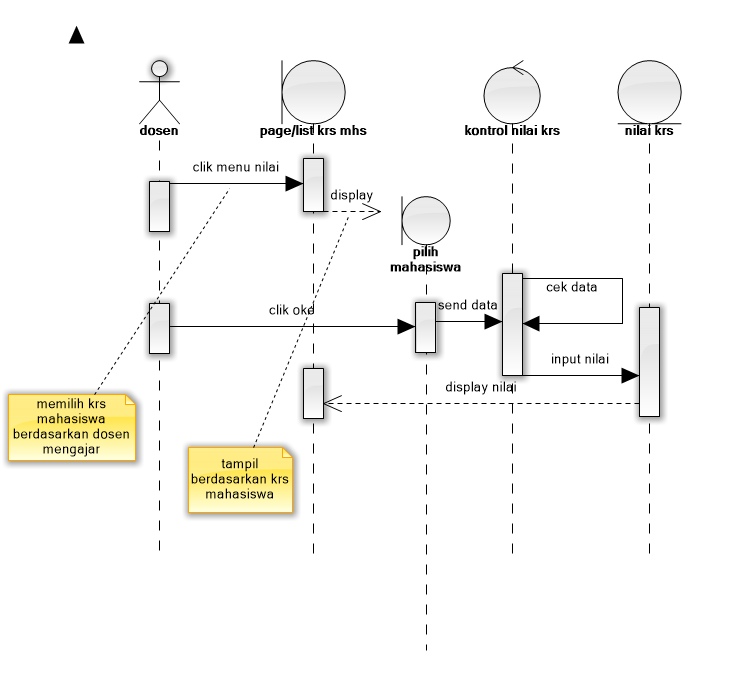 dosen
page/list krs mhs
kontrol nilai krs
nilai krs
clik menu nilai
display
pilih
mahasiswa
cek data
send data
clik oke
input nilai
display nilai
memilih krs
mahasiswa
berdasarkan dosen
mengajar
tampil
berdasarkan krs
mahasiswa